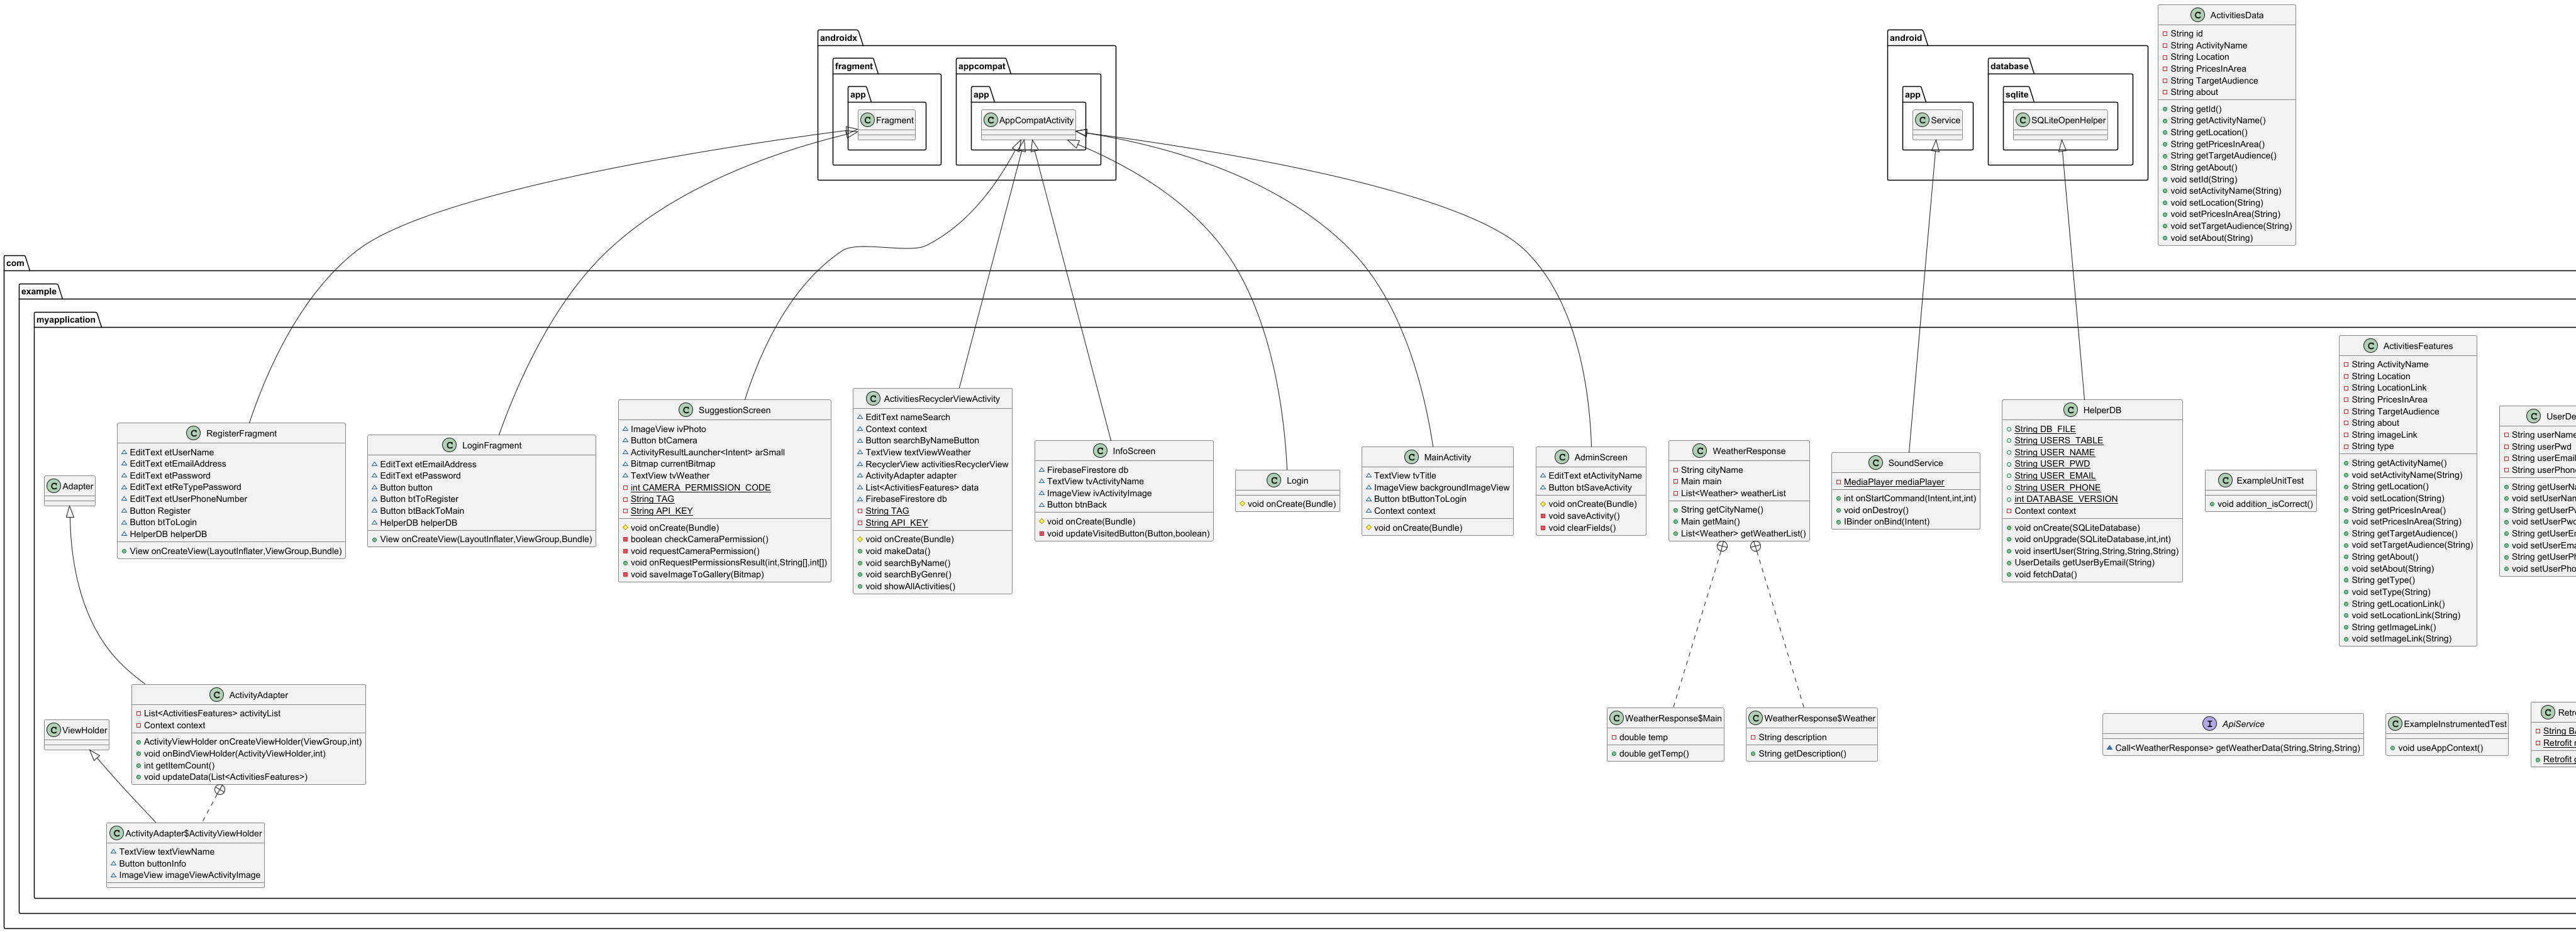 ActivitiesData
String id
String ActivityName
String Location
String PricesInArea
String TargetAudience
String about
String getId()
String getActivityName()
String getLocation()
String getPricesInArea()
String getTargetAudience()
String getAbout()
void setId(String)
void setActivityName(String)
void setLocation(String)
void setPricesInArea(String)
void setTargetAudience(String)
void setAbout(String)
androidx
fragment
app
Fragment
appcompat
app
AppCompatActivity
android
app
Service
database
sqlite
SQLiteOpenHelper
com
example
myapplication
Adapter
RegisterFragment
EditText etUserName
EditText etEmailAddress
EditText etPassword
EditText etReTypePassword
EditText etUserPhoneNumber
Button Register
Button btToLogin
HelperDB helperDB
View onCreateView(LayoutInflater,ViewGroup,Bundle)
LoginFragment
EditText etEmailAddress
EditText etPassword
Button button
Button btToRegister
Button btBackToMain
HelperDB helperDB
View onCreateView(LayoutInflater,ViewGroup,Bundle)
SuggestionScreen
ImageView ivPhoto
Button btCamera
ActivityResultLauncher<Intent> arSmall
Bitmap currentBitmap
TextView tvWeather
int CAMERA_PERMISSION_CODE
String TAG
String API_KEY
void onCreate(Bundle)
boolean checkCameraPermission()
void requestCameraPermission()
void onRequestPermissionsResult(int,String[],int[])
void saveImageToGallery(Bitmap)
ActivitiesRecyclerViewActivity
EditText nameSearch
Context context
Button searchByNameButton
TextView textViewWeather
RecyclerView activitiesRecyclerView
ActivityAdapter adapter
List<ActivitiesFeatures> data
FirebaseFirestore db
String TAG
String API_KEY
void onCreate(Bundle)
void makeData()
void searchByName()
void searchByGenre()
void showAllActivities()
InfoScreen
FirebaseFirestore db
TextView tvActivityName
ImageView ivActivityImage
Button btnBack
void onCreate(Bundle)
void updateVisitedButton(Button,boolean)
Login
void onCreate(Bundle)
MainActivity
TextView tvTitle
ImageView backgroundImageView
Button btButtonToLogin
Context context
void onCreate(Bundle)
AdminScreen
EditText etActivityName
Button btSaveActivity
void onCreate(Bundle)
void saveActivity()
void clearFields()
WeatherResponse
String cityName
Main main
List<Weather> weatherList
String getCityName()
Main getMain()
List<Weather> getWeatherList()
SoundService
MediaPlayer mediaPlayer
int onStartCommand(Intent,int,int)
void onDestroy()
IBinder onBind(Intent)
HelperDB
String DB_FILE
String USERS_TABLE
String USER_NAME
String USER_PWD
String USER_EMAIL
String USER_PHONE
int DATABASE_VERSION
Context context
void onCreate(SQLiteDatabase)
void onUpgrade(SQLiteDatabase,int,int)
void insertUser(String,String,String,String)
UserDetails getUserByEmail(String)
void fetchData()
ExampleUnitTest
void addition_isCorrect()
ActivitiesFeatures
String ActivityName
String Location
String LocationLink
String PricesInArea
String TargetAudience
String about
String imageLink
String type
String getActivityName()
void setActivityName(String)
String getLocation()
void setLocation(String)
String getPricesInArea()
void setPricesInArea(String)
String getTargetAudience()
void setTargetAudience(String)
String getAbout()
void setAbout(String)
String getType()
void setType(String)
String getLocationLink()
void setLocationLink(String)
String getImageLink()
void setImageLink(String)
UserDe
String userName
String userPwd
String userEmail
String userPhon
String getUserNa
void setUserNan
String getUserPw
void setUserPwd
String getUserEm
void setUserEma
String getUserPh
void setUserPho
ViewHolder
ActivityAdapter
List<ActivitiesFeatures> activityList
Context context
ActivityViewHolder onCreateViewHolder(ViewGroup,int)
void onBindViewHolder(ActivityViewHolder,int)
int getItemCount()
void updateData(List<ActivitiesFeatures>)
WeatherResponse$Main
double temp
double getTemp()
WeatherResponse$Weather
String description
String getDescription()
ApiService
Call<WeatherResponse> getWeatherData(String,String,String)
ExampleInstrumentedTest
void useAppContext()
Retro
String BA
Retrofit
Retrofit
ActivityAdapter$ActivityViewHolder
TextView textViewName
Button buttonInfo
ImageView imageViewActivityImage